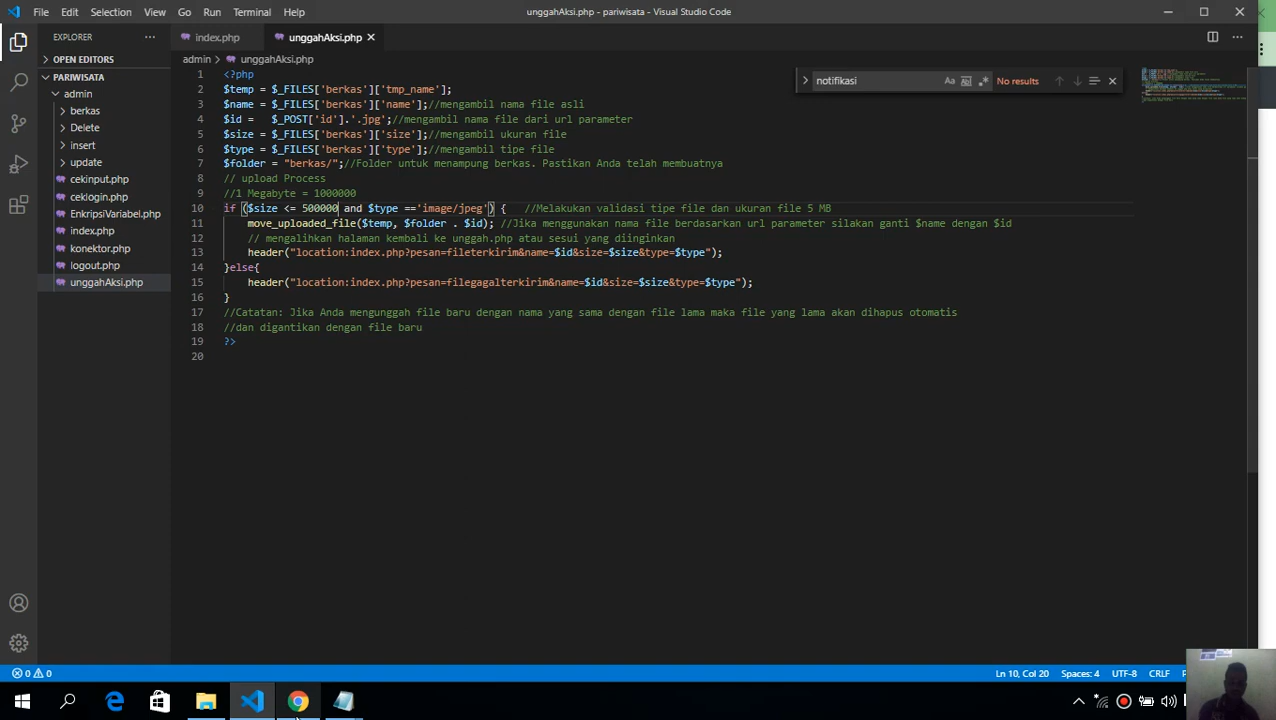 File Edit Selection View Go Run Terminal Help
unggahAksi.php - pariwisata - Visual Studio Code
EXPLORER
OPEN EDITORS
PARIWISATA
admin
berkas
Delete
insert
update
cekinput.php
ceklogin.php
EnkripsiVariabel.php
index.php
konektor.php
logout.php
unggahAksi.php
index.php
unggahAksi.php
admin > unggahAksi.php
notifikasi
Aa
No results
1 <?php
2 $temp = $_FILES['berkas']['tmp_name'];
3 $name = $_FILES['berkas']['name'];//mengambil nama file asli
4 $id = $_POST['id'].'.jpg';//mengambil nama file dari url parameter
5 $size = $_FILES['berkas']['size'];//mengambil ukuran file
6 $type = $_FILES['berkas']['type'];//mengambil tipe file
7 $folder = "berkas/";//Folder untuk menampung berkas. Pastikan Anda telah membuatnya
8 // upload Process
9 //1 Megabyte = 1000000
10 if ($size <= 500000 and $type =='image/jpeg') { //Melakukan validasi tipe file dan ukuran file 5 MB
11 move_uploaded_file($temp, $folder . $id); //Jika menggunakan nama file berdasarkan url parameter silakan ganti $name dengan $id
12 // mengalihkan halaman kembali ke unggah.php atau sesui yang diinginkan
13 header("location:index.php?pesan=fileterkirim&name=$id&size=$size&type=$type");
14 }else{
15 header("location:index.php?pesan=filegagalterkirim&name=$id&size=$size&type=$type");
16 }
17 //Catatan: Jika Anda mengunggah file baru dengan nama yang sama dengan file lama maka file yang lama akan dihapus otomatis
18 //dan digantikan dengan file baru
19 ?>
20
0 0
Ln 10, Col 20 Spaces: 4 UTF-8 CRLF